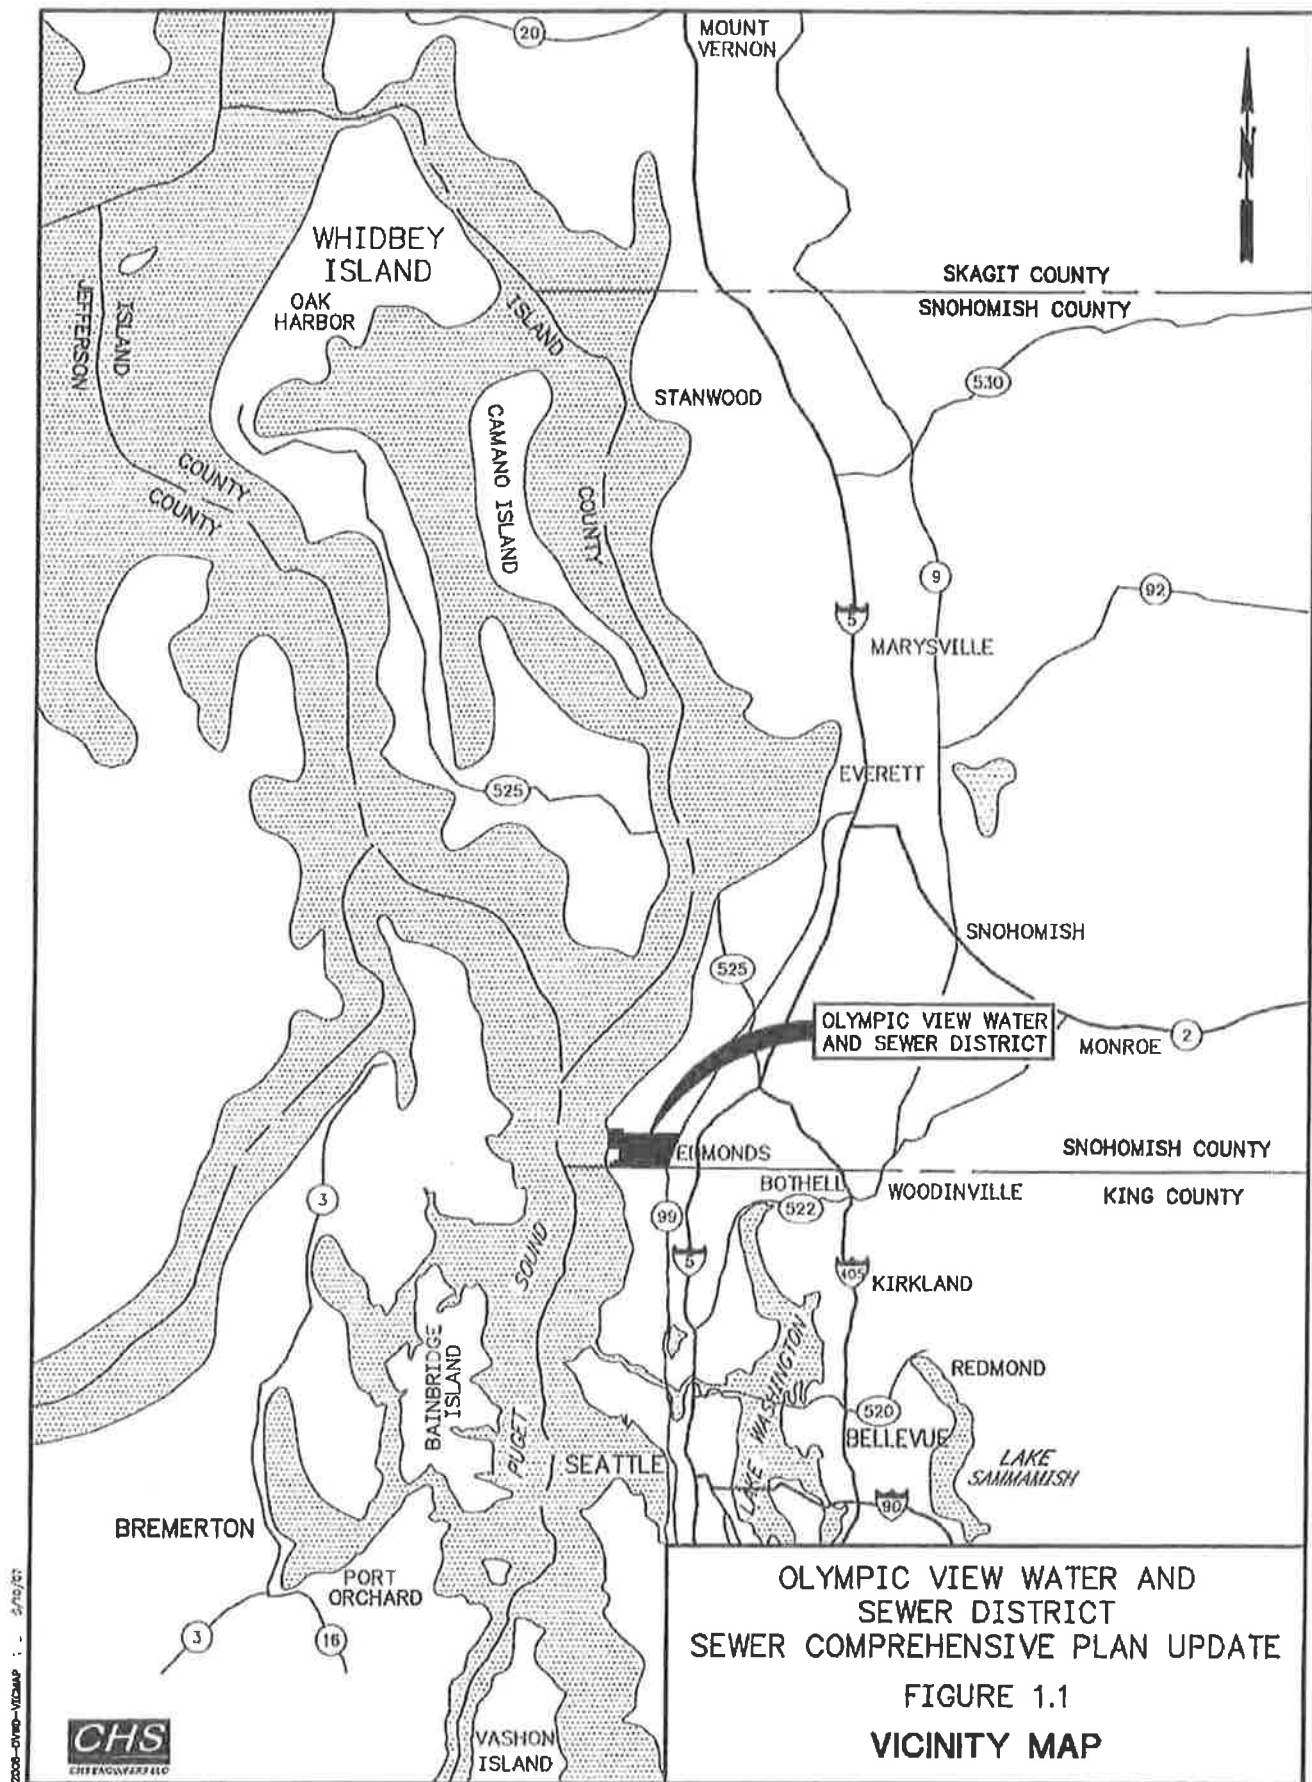 20
MOUNT
VERNON
N
WHIDBEY
ISLAND
OAK
HARBOR
JEFFERSON
ISLAND
COUNTY
COUNTY
ISLAND
COUNTY
SKAGIT COUNTY
SNOHOMISH COUNTY
530
STANWOOD
CAMANO ISLAND
9
92
5
MARYSVILLE
EVERETT
525
SNOHOMISH
525
OLYMPIC VIEW WATER
AND SEWER DISTRICT
MONROE
2
EDMONDS
SNOHOMISH COUNTY
KING COUNTY
BOTHELL
WOODINVILLE
522
3
99
5
405
KIRKLAND
PUGET SOUND
BAINBRIDGE
ISLAND
LAKE WASHINGTON
REDMOND
520
BELLEVUE
LAKE
SAMMAMISH
SEATTLE
90
BREMERTON
PORT
ORCHARD
3
16
VASHON
ISLAND
CHS
CHS ENGINEERS LLC
OLYMPIC VIEW WATER AND
SEWER DISTRICT
SEWER COMPREHENSIVE PLAN UPDATE
FIGURE 1.1
VICINITY MAP